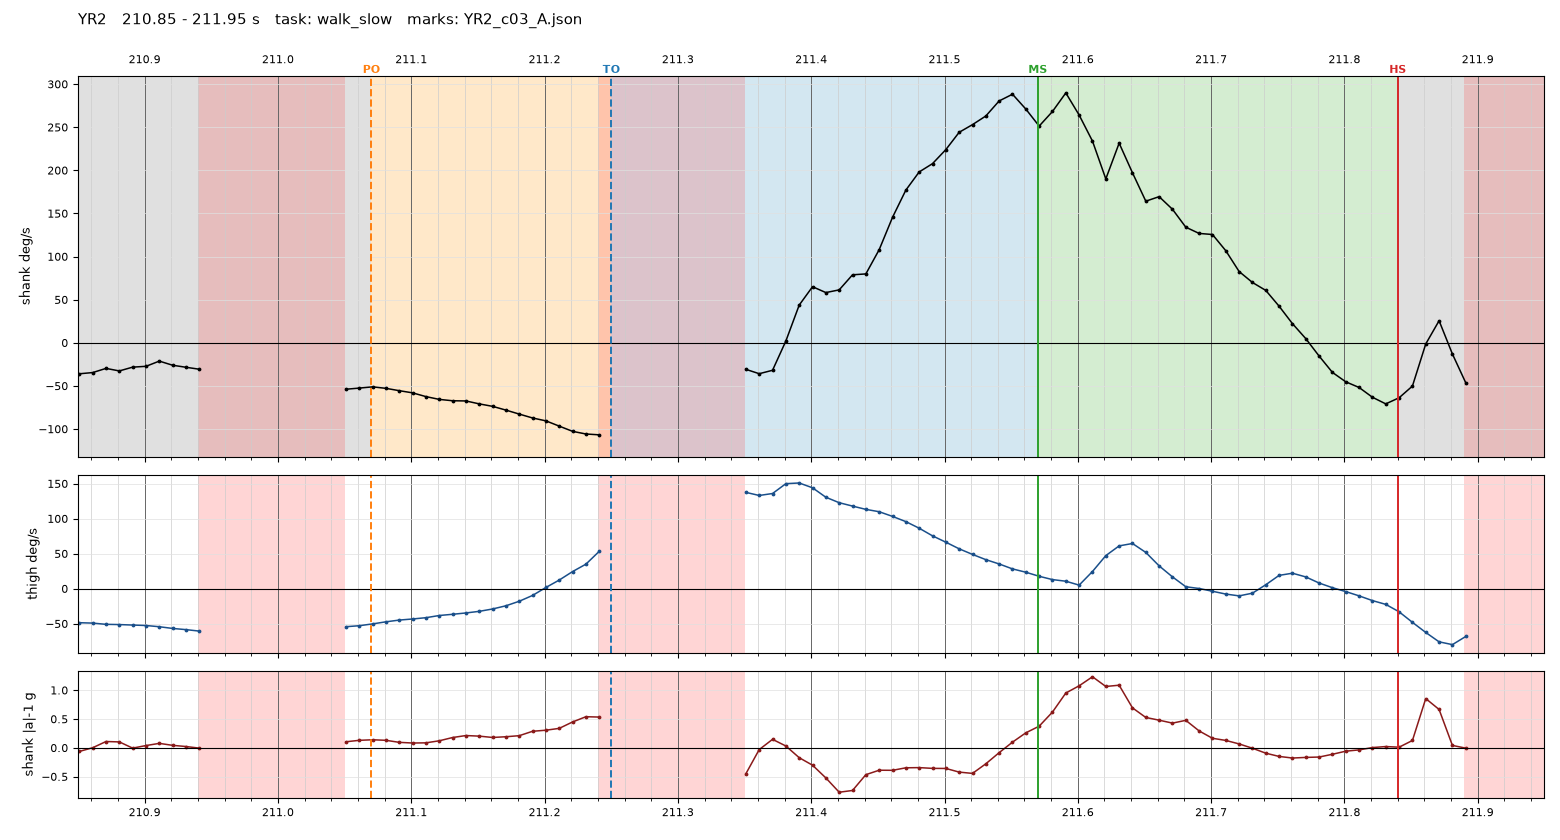 YR2   210.85 - 211.95 s   task: walk_slow   marks: YR2_c03_A.json
210.9 211.0 211.1 211.2 211.3 211.4 211.5 211.6 211.7 211.8 211.9
PO TO MS HS
shank deg/s
300
250
200
150
100
50
0
−50
−100
thigh deg/s
150
100
50
0
−50
shank |a|-1 g
1.0
0.5
0.0
−0.5
210.9 211.0 211.1 211.2 211.3 211.4 211.5 211.6 211.7 211.8 211.9